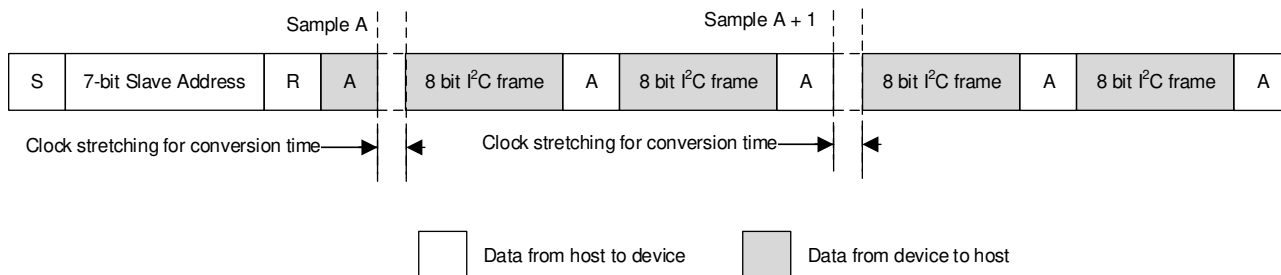 Sample A
Sample A + 1
S 7-bit Slave Address R A 8 bit I²C frame A 8 bit I²C frame A 8 bit I²C frame A 8 bit I²C frame A
Clock stretching for conversion time Clock stretching for conversion time
Data from host to device
Data from device to host